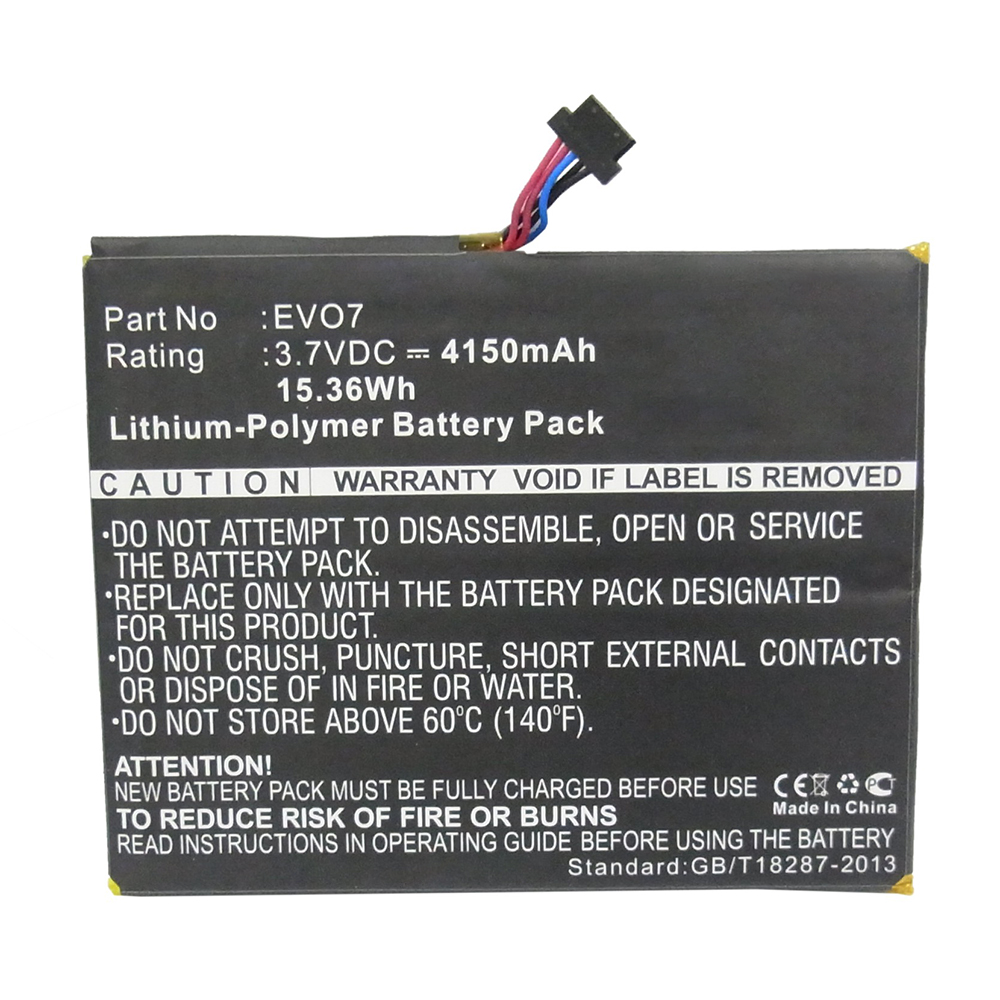 Part No :EVO7
Rating :3.7VDC ⎓ 4150mAh
15.36Wh
Lithium-Polymer Battery Pack
CAUTION WARRANTY VOID IF LABEL IS REMOVED
•DO NOT ATTEMPT TO DISASSEMBLE, OPEN OR SERVICE
THE BATTERY PACK.
•REPLACE ONLY WITH THE BATTERY PACK DESIGNATED
FOR THIS PRODUCT.
•DO NOT CRUSH, PUNCTURE, SHORT EXTERNAL CONTACTS
OR DISPOSE OF IN FIRE OR WATER.
•DO NOT STORE ABOVE 60°C (140°F).
ATTENTION!
NEW BATTERY PACK MUST BE FULLY CHARGED BEFORE USE
CE PCT
Made In China
TO REDUCE RISK OF FIRE OR BURNS
READ INSTRUCTIONS IN OPERATING GUIDE BEFORE USING THE BATTERY
Standard:GB/T18287-2013